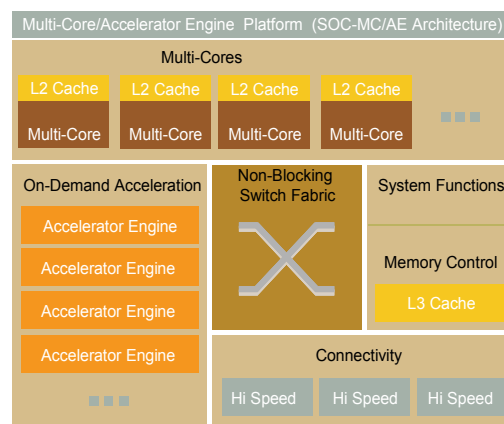 Multi-Core/Accelerator Engine Platform (SOC-MC/AE Architecture)
Multi-Cores
L2 Cache L2 Cache L2 Cache L2 Cache
Multi-Core Multi-Core Multi-Core Multi-Core
On-Demand Acceleration
Accelerator Engine
Accelerator Engine
Accelerator Engine
Accelerator Engine
Non-Blocking
Switch Fabric
System Functions
Memory Control
L3 Cache
Connectivity
Hi Speed Hi Speed Hi Speed